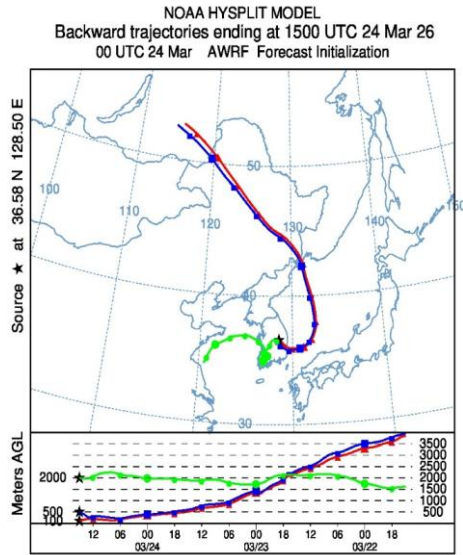 NOAA HYSPLIT MODEL
Backward trajectories ending at 1500 UTC 24 Mar 26
00 UTC 24 Mar AWRF Forecast Initialization
Source ★ at 36.58 N 128.50 E
100
110
120
130
140
150
50
40
30
Meters AGL
2000
500
100
3500
3000
2500
2000
1500
1000
500
12 06 00 18 12 06 00 18 12 06 00 18
03/24 03/23 03/22